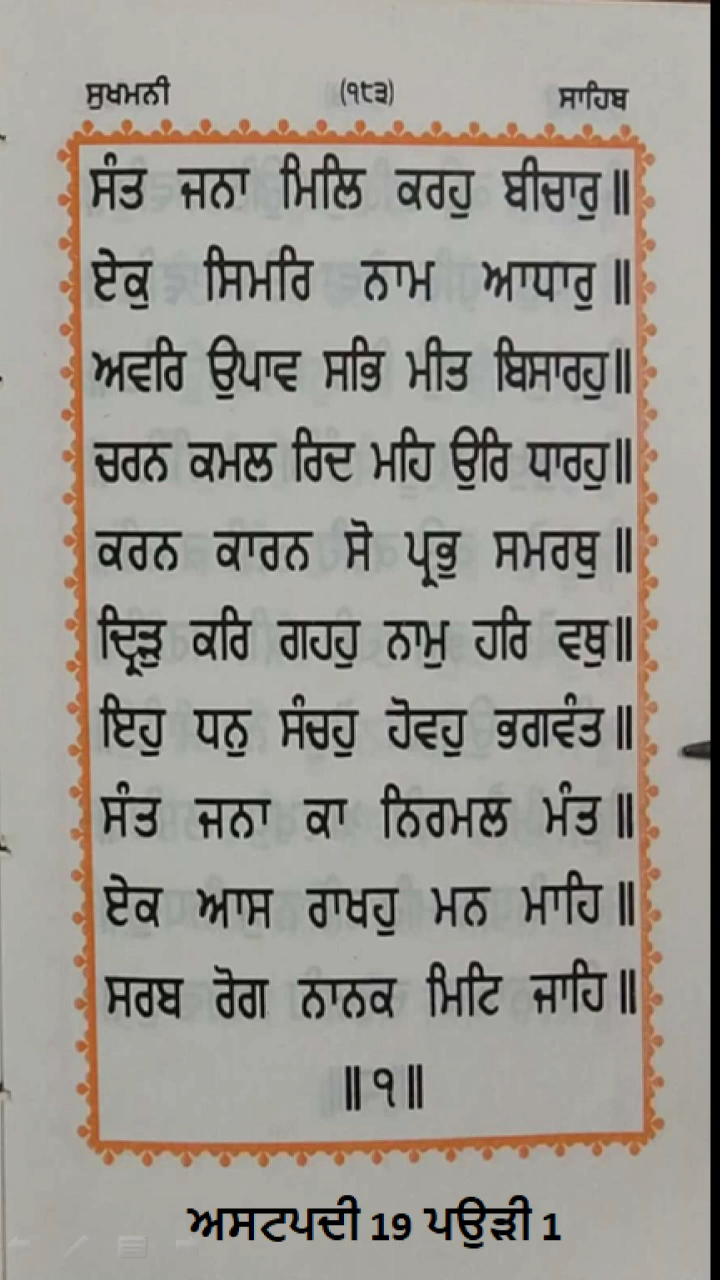 ਸੁਖਮਨੀ (੧੮੩) ਸਾਹਿਬ
ਸੰਤ ਜਨਾ ਮਿਲਿ ਕਰਹੁ ਬੀਚਾਰੁ॥
ਏਕੁ ਸਿਮਰਿ ਨਾਮ ਆਧਾਰੁ॥
ਅਵਰਿ ਉਪਾਵ ਸਭਿ ਮੀਤ ਬਿਸਾਰਹੁ॥
ਚਰਨ ਕਮਲ ਰਿਦ ਮਹਿ ਉਰਿ ਧਾਰਹੁ॥
ਕਰਨ ਕਾਰਨ ਸੋ ਪ੍ਰਭੁ ਸਮਰਥੁ॥
ਦ੍ਰਿੜੁ ਕਰਿ ਗਹਹੁ ਨਾਮੁ ਹਰਿ ਵਥੁ॥
ਇਹੁ ਧਨੁ ਸੰਚਹੁ ਹੋਵਹੁ ਭਗਵੰਤ॥
ਸੰਤ ਜਨਾ ਕਾ ਨਿਰਮਲ ਮੰਤ॥
ਏਕ ਆਸ ਰਾਖਹੁ ਮਨ ਮਾਹਿ॥
ਸਰਬ ਰੋਗ ਨਾਨਕ ਮਿਟਿ ਜਾਹਿ॥
॥੧॥
ਅਸਟਪਦੀ 19 ਪਉੜੀ 1